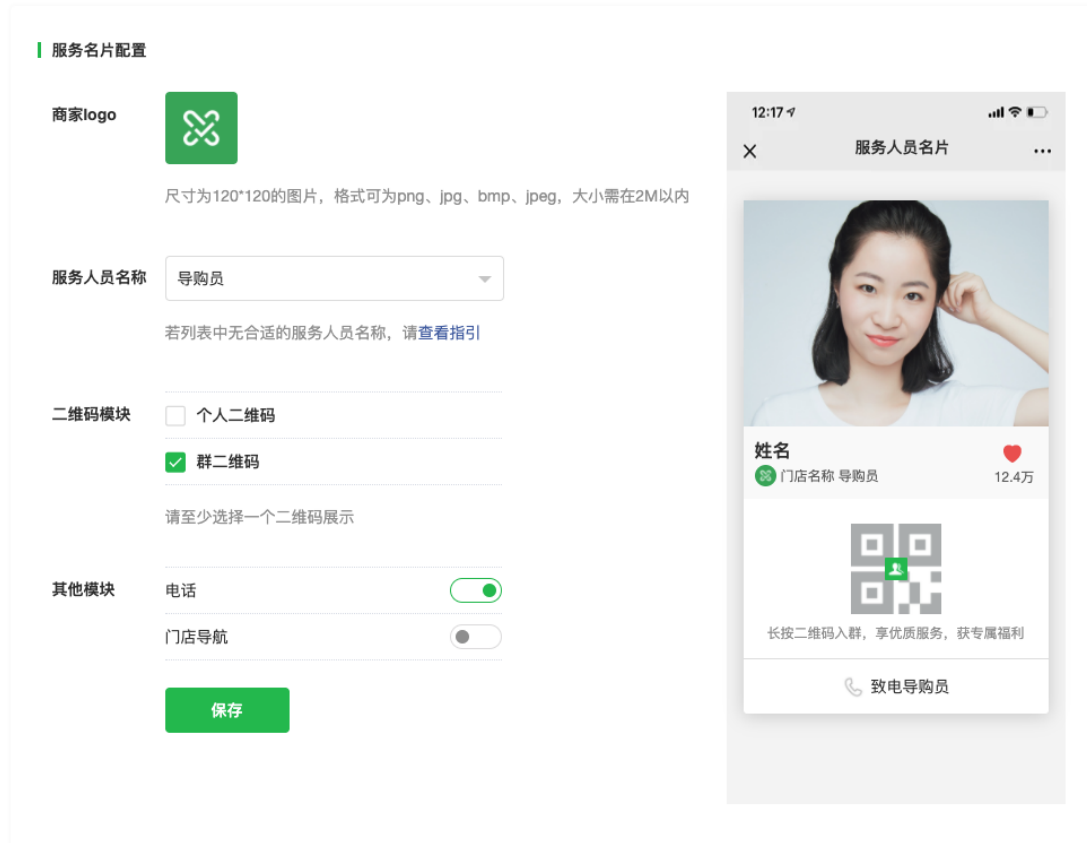 服务名片配置
商家logo
尺寸为120*120的图片，格式可为png、jpg、bmp、jpeg，大小需在2M以内
服务人员名称
导购员
若列表中无合适的服务人员名称，请查看指引
二维码模块
个人二维码
群二维码
请至少选择一个二维码展示
其他模块
电话
门店导航
保存
12:17
服务人员名片
姓名
门店名称 导购员
12.4万
长按二维码入群，享优质服务，获专属福利
致电导购员